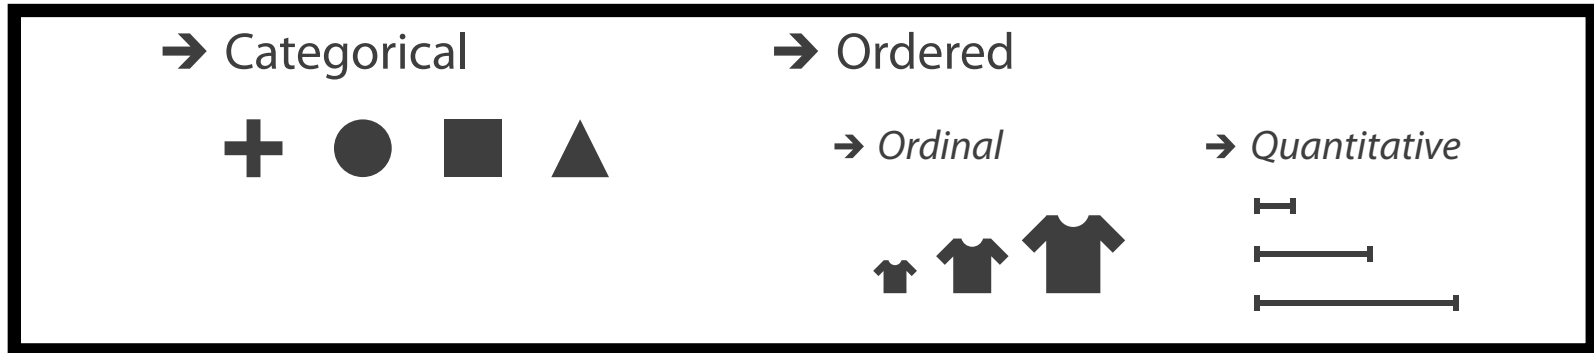 ➔ Categorical
➔ Ordered
➔ Ordinal
➔ Quantitative